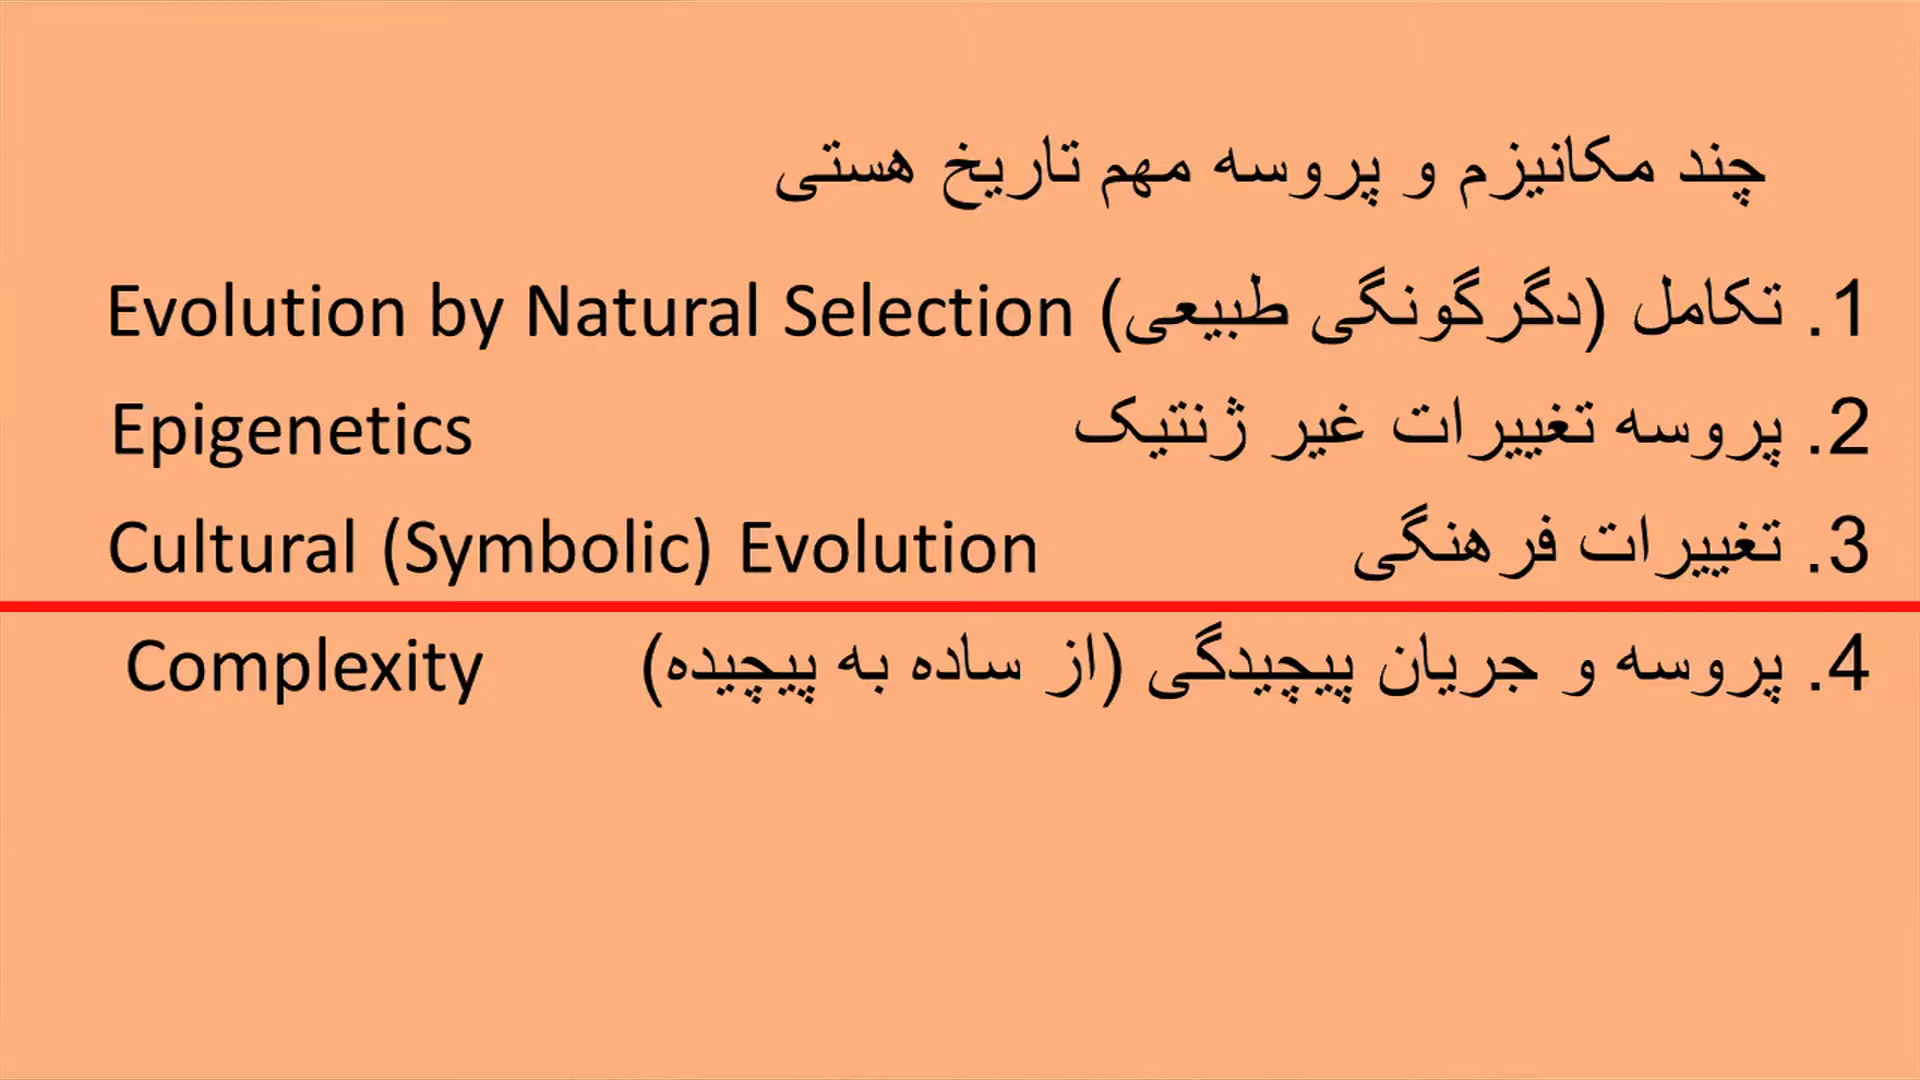 چند مکانیزم و پروسه مهم تاریخ هستی
1. تکامل (دگرگونگی طبیعی) Evolution by Natural Selection
2. پروسه تغییرات غیر ژنتیک Epigenetics
3. تغییرات فرهنگی Cultural (Symbolic) Evolution
4. پروسه و جریان پیچیدگی (از ساده به پیچیده) Complexity